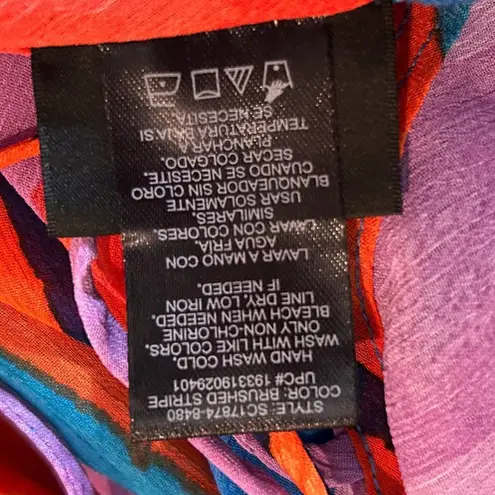 STYLE: SC17874-8480
COLOR: BRUSHED STRIPE
UPC# 193319029401
HAND WASH COLD.
WASH WITH LIKE COLORS.
ONLY NON-CHLORINE
BLEACH WHEN NEEDED.
LINE DRY, LOW IRON
IF NEEDED.
LAVAR A MANO CON
AGUA FRIA.
LAVAR CON COLORES
SIMILARES.
USAR SOLAMENTE
BLANQUEADOR SIN CLORO
CUANDO SE NECESITE.
SECAR COLGADO.
PLANCHAR A
TEMPERATURA BAJA SI
SE NECESITA.